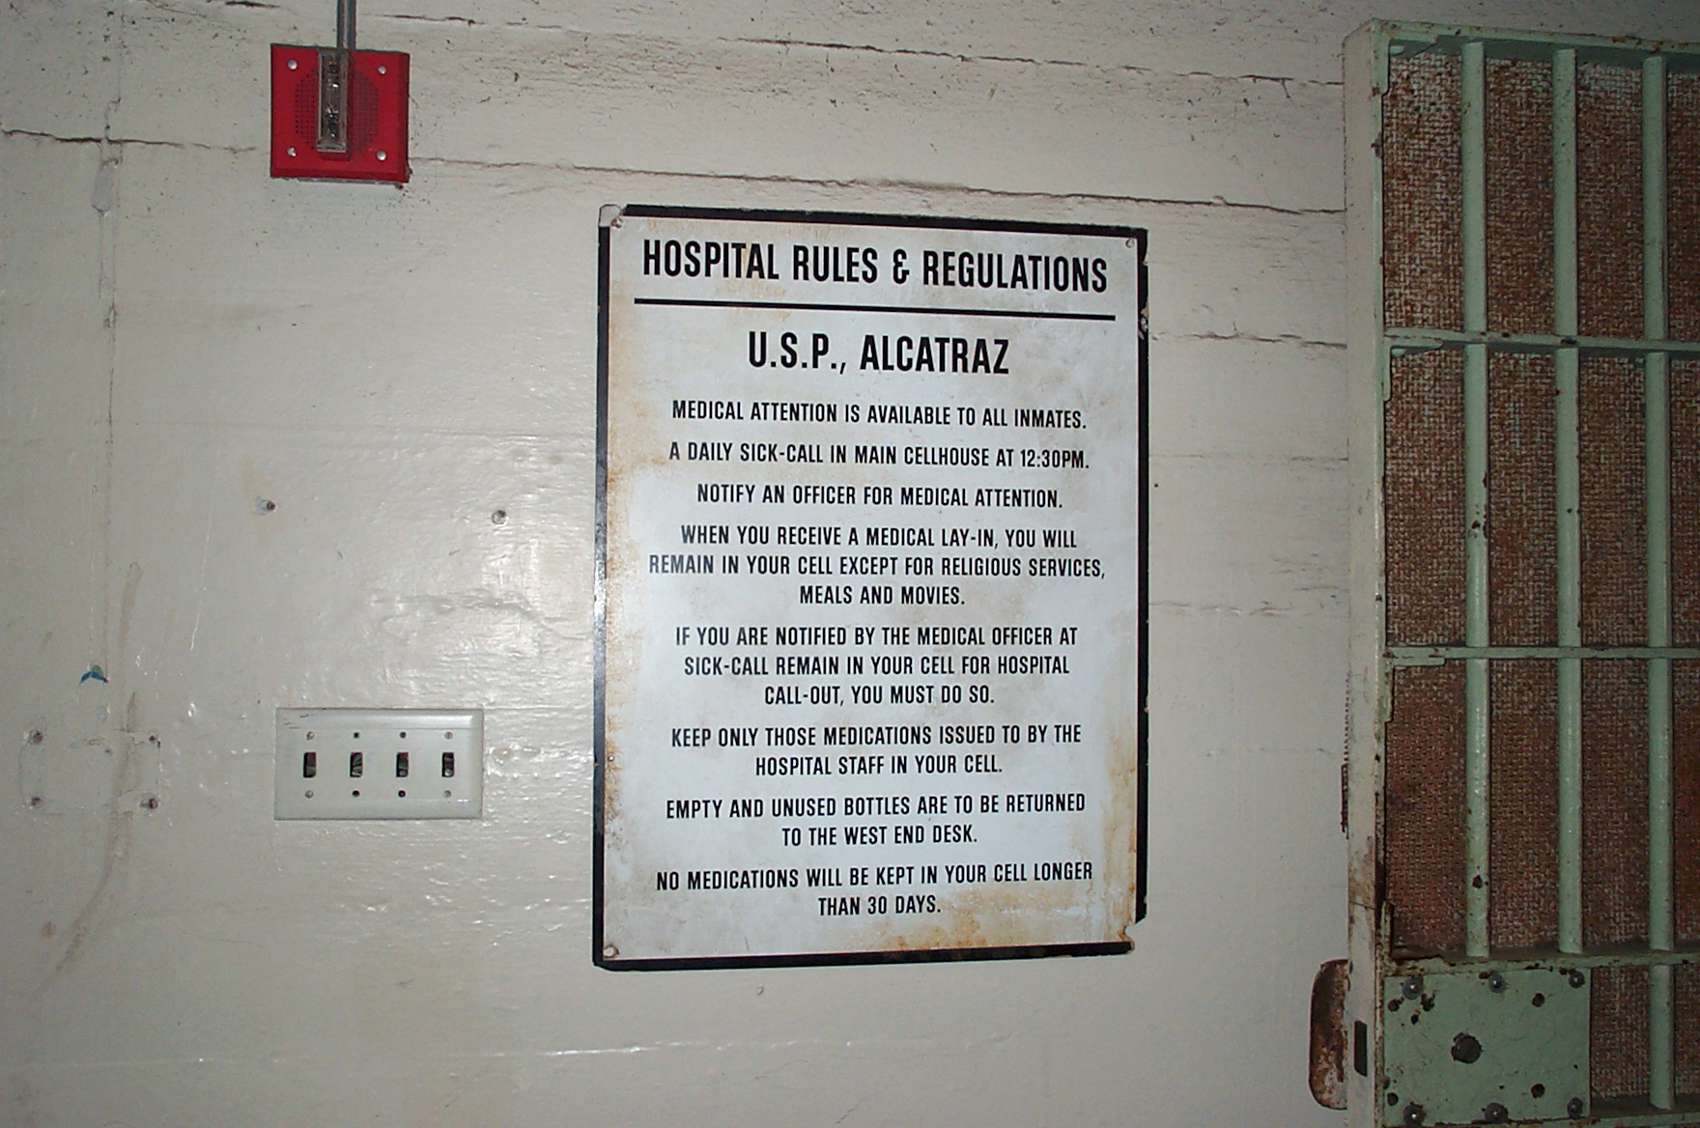 HOSPITAL RULES & REGULATIONS
U.S.P., ALCATRAZ
MEDICAL ATTENTION IS AVAILABLE TO ALL INMATES.
A DAILY SICK-CALL IN MAIN CELLHOUSE AT 12:30PM.
NOTIFY AN OFFICER FOR MEDICAL ATTENTION.
WHEN YOU RECEIVE A MEDICAL LAY-IN, YOU WILL
REMAIN IN YOUR CELL EXCEPT FOR RELIGIOUS SERVICES,
MEALS AND MOVIES.
IF YOU ARE NOTIFIED BY THE MEDICAL OFFICER AT
SICK-CALL REMAIN IN YOUR CELL FOR HOSPITAL
CALL-OUT, YOU MUST DO SO.
KEEP ONLY THOSE MEDICATIONS ISSUED TO BY THE
HOSPITAL STAFF IN YOUR CELL.
EMPTY AND UNUSED BOTTLES ARE TO BE RETURNED
TO THE WEST END DESK.
NO MEDICATIONS WILL BE KEPT IN YOUR CELL LONGER
THAN 30 DAYS.